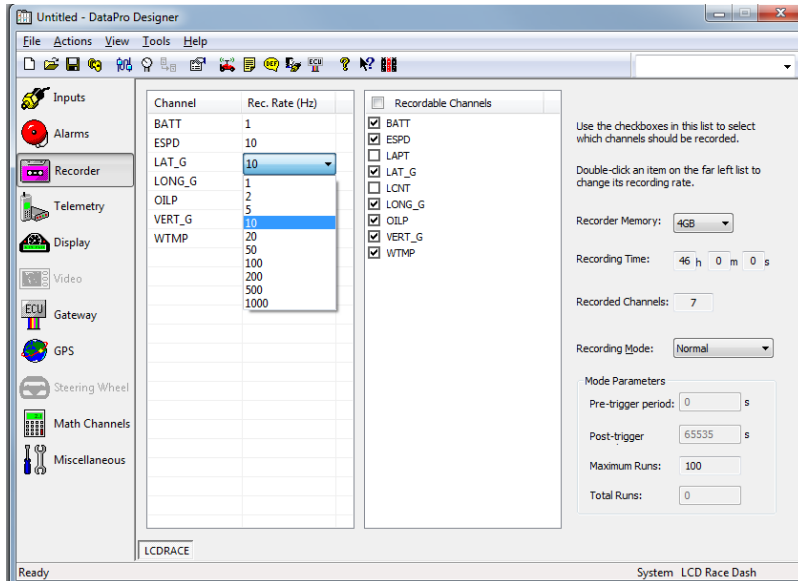 Untitled - DataPro Designer
File Actions View Tools Help
DEF ECU
Inputs
Alarms
Recorder
Telemetry
Display
Video
ECU
Gateway
GPS
Steering Wheel
Math Channels
Miscellaneous
Channel Rec. Rate (Hz)
BATT 1
ESPD 10
LAT_G 10
LONG_G
OILP
VERT_G
WTMP
1
2
5
10
20
50
100
200
500
1000
Recordable Channels
BATT
ESPD
LAPT
LAT_G
LCNT
LONG_G
OILP
VERT_G
WTMP
Use the checkboxes in this list to select
which channels should be recorded.
Double-click an item on the far left list to
change its recording rate.
Recorder Memory: 4GB
Recording Time: 46 h 0 m 0 s
Recorded Channels: 7
Recording Mode: Normal
Mode Parameters
Pre-trigger period: 0 s
Post-trigger 65535 s
Maximum Runs: 100
Total Runs: 0
LCDRACE
Ready
System LCD Race Dash